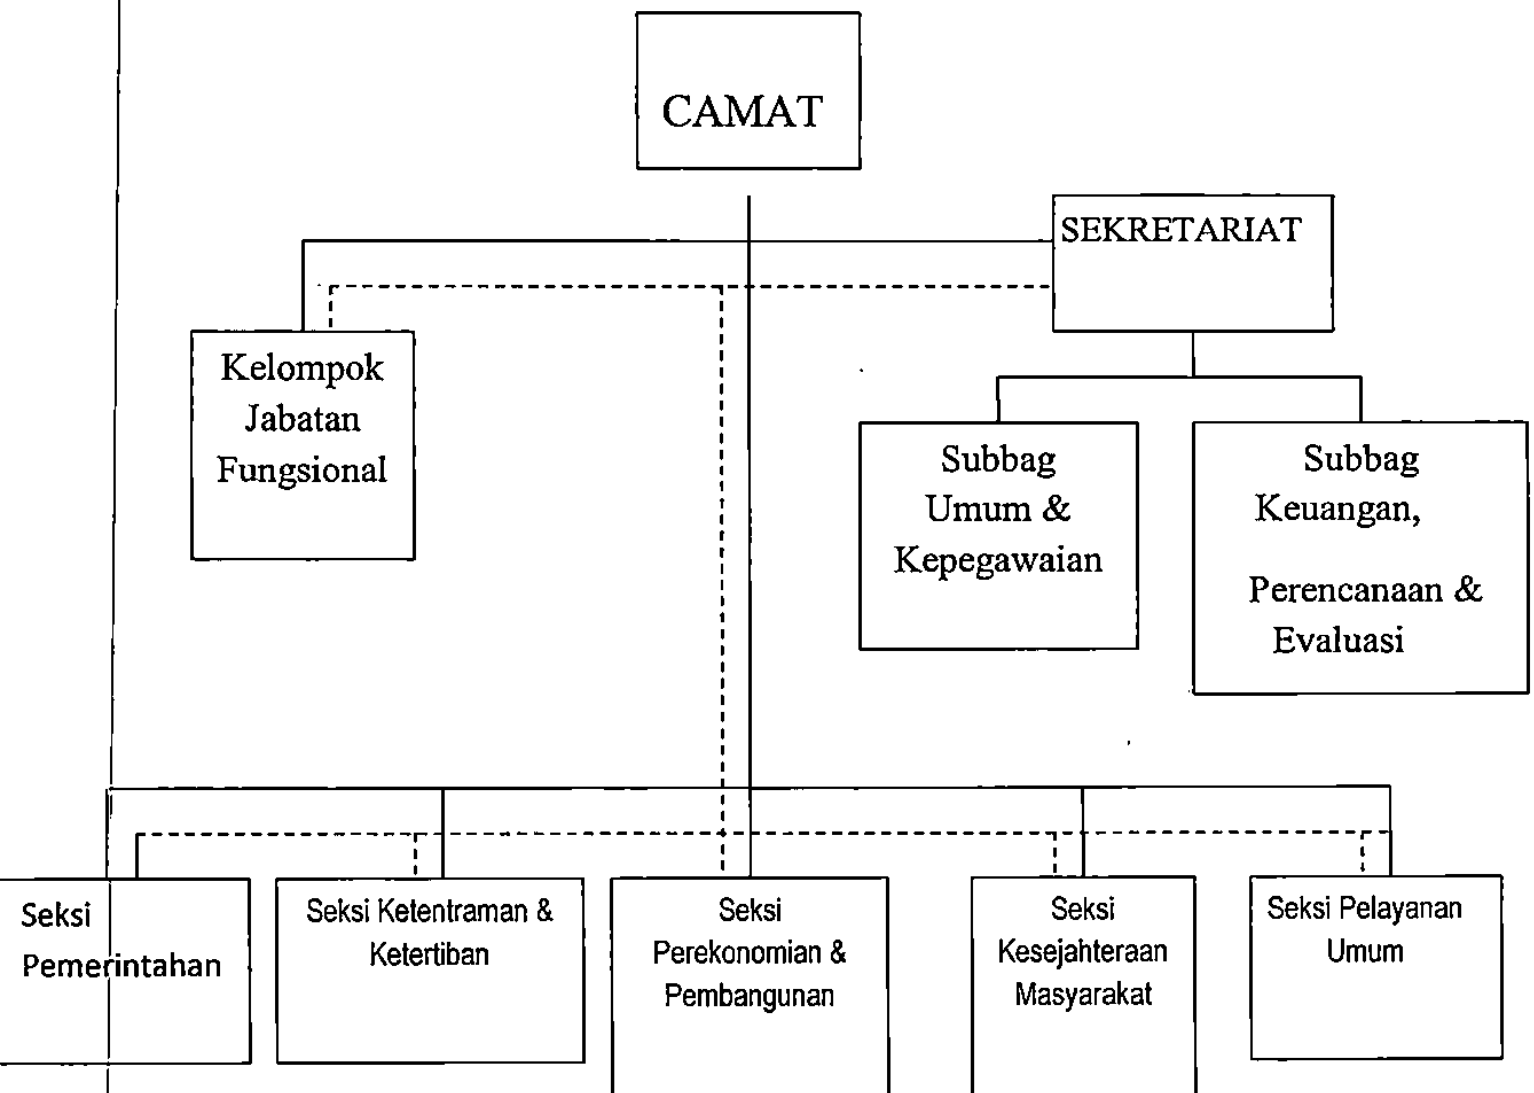 CAMAT
SEKRETARIAT
Kelompok
Jabatan
Fungsional
Subbag
Umum &
Kepegawaian
Subbag
Keuangan,
Perencanaan &
Evaluasi
Seksi
Pemerintahan
Seksi Ketentraman &
Ketertiban
Seksi
Perekonomian &
Pembangunan
Seksi
Kesejahteraan
Masyarakat
Seksi Pelayanan
Umum